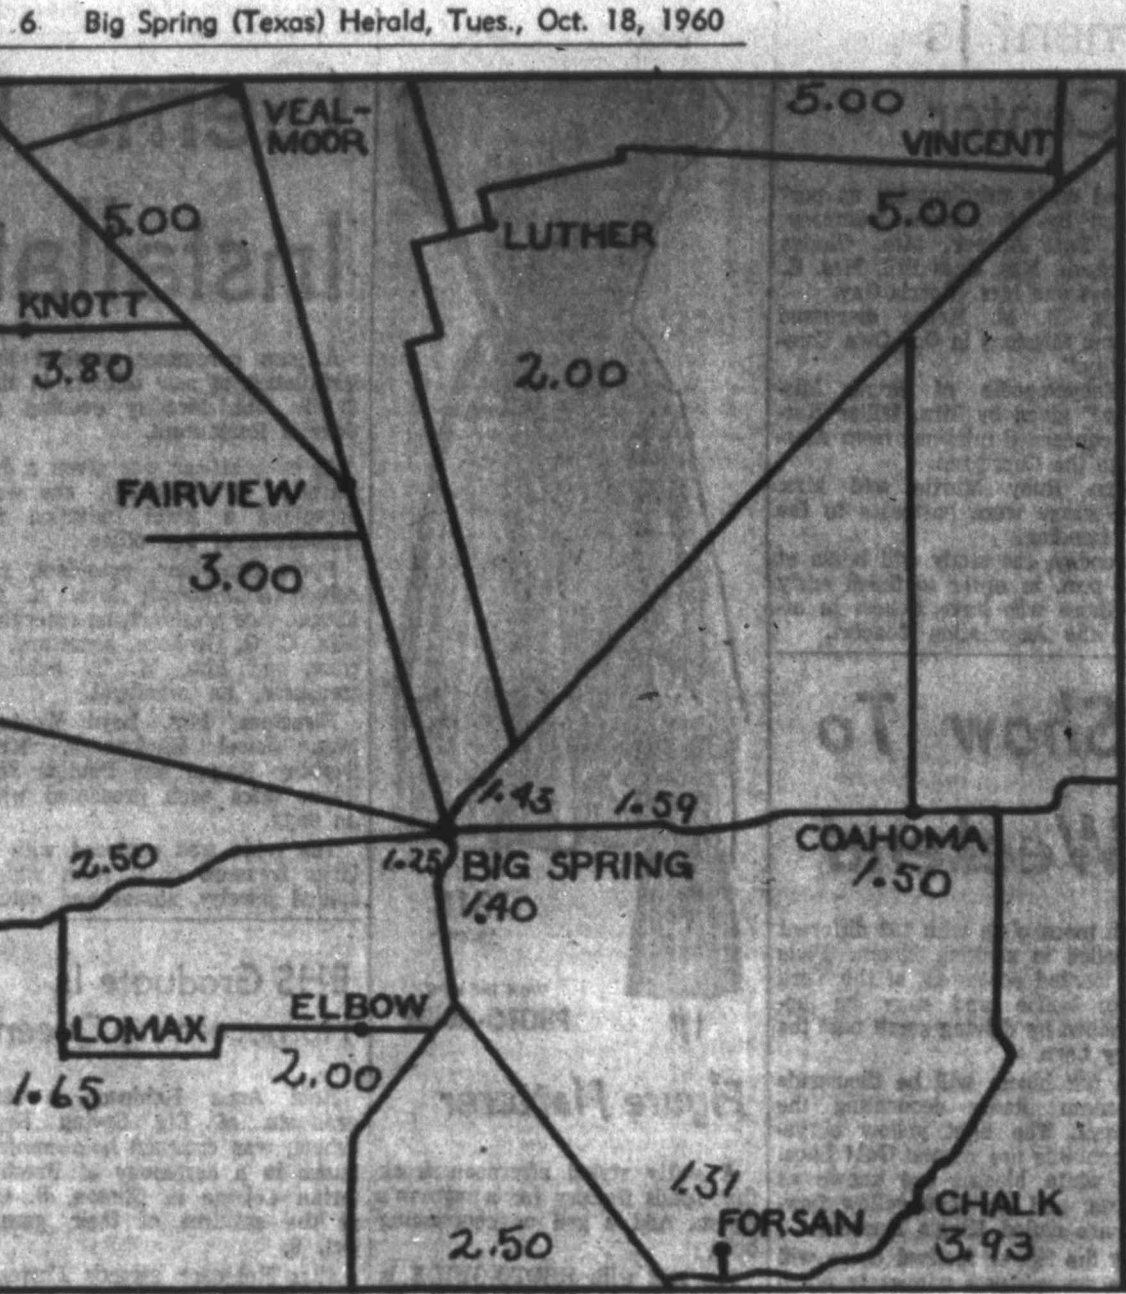 6 Big Spring (Texas) Herald, Tues., Oct. 18, 1960
VEAL-
MOOR
5.00
VINCENT
5.00
5.00
LUTHER
KNOTT
3.80
2.00
FAIRVIEW
3.00
1.43
1.59
2.50
1.25
BIG SPRING
1.40
COAHOMA
1.50
ELBOW
LOMAX
2.00
1.65
1.31
FORSAN
CHALK
3.93
2.50